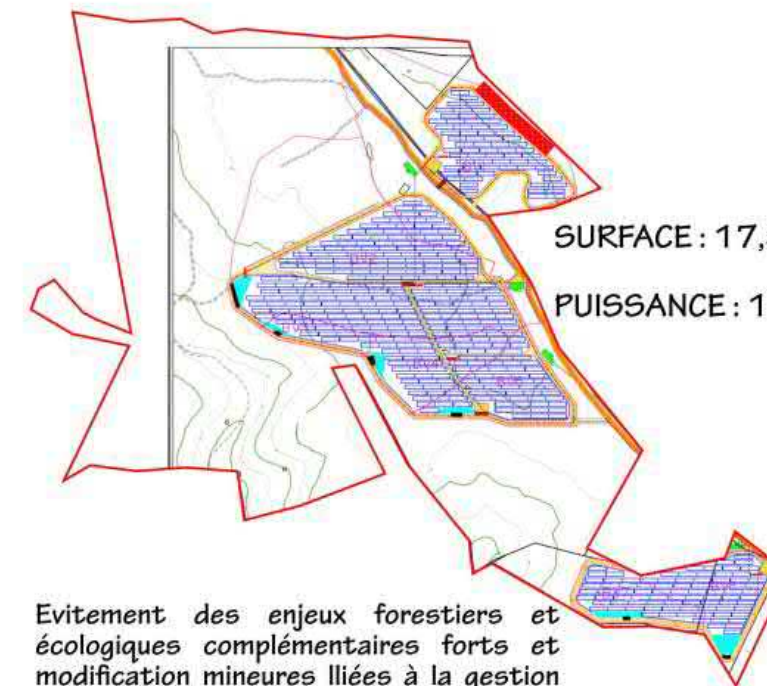 SURFACE : 17,
PUISSANCE : 1
Evitement des enjeux forestiers et
écologiques complémentaires forts et
modification mineures lliées à la gestion